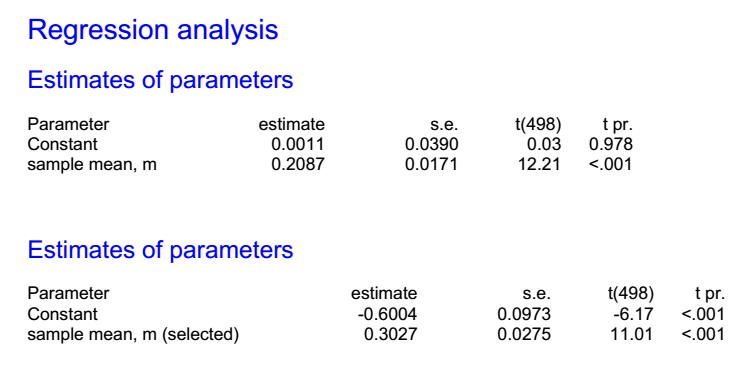 Regression analysis
Estimates of parameters
Parameter estimate s.e. t(498) t pr.
Constant 0.0011 0.0390 0.03 0.978
sample mean, m 0.2087 0.0171 12.21 <.001
Estimates of parameters
Parameter estimate s.e. t(498) t pr.
Constant -0.6004 0.0973 -6.17 <.001
sample mean, m (selected) 0.3027 0.0275 11.01 <.001